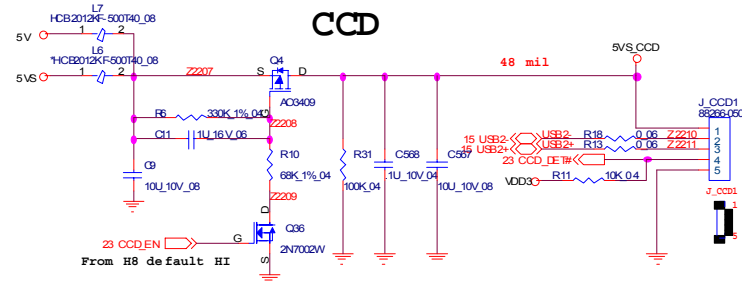 CCD
L7
HCB2012KF-500T40_08
5V
1
2
L6
*HCB2012KF-500T40_08
5VS
1
2
Z2207
Q4
S
D
AO3409
G
48 mil
5VS_CCD
R6
330K_1%_04
Z2208
C11
1U_16V_06
C9
10U_10V_08
R10
68K_1%_04
Z2209
R31
100K_04
C568
.1U_10V_04
C567
10U_10V_08
D
Q36
G
2N7002W
S
23 CCD_EN
From H8 default HI
J_CCD1
88266-050
15 USB2-
USB2-
R18
0_06
Z2210
15 USB2+
USB2+
R13
0_06
Z2211
23 CCD_DET#
VDD3
R11
10K_04
1
2
3
4
5
J_CCD1
1
5